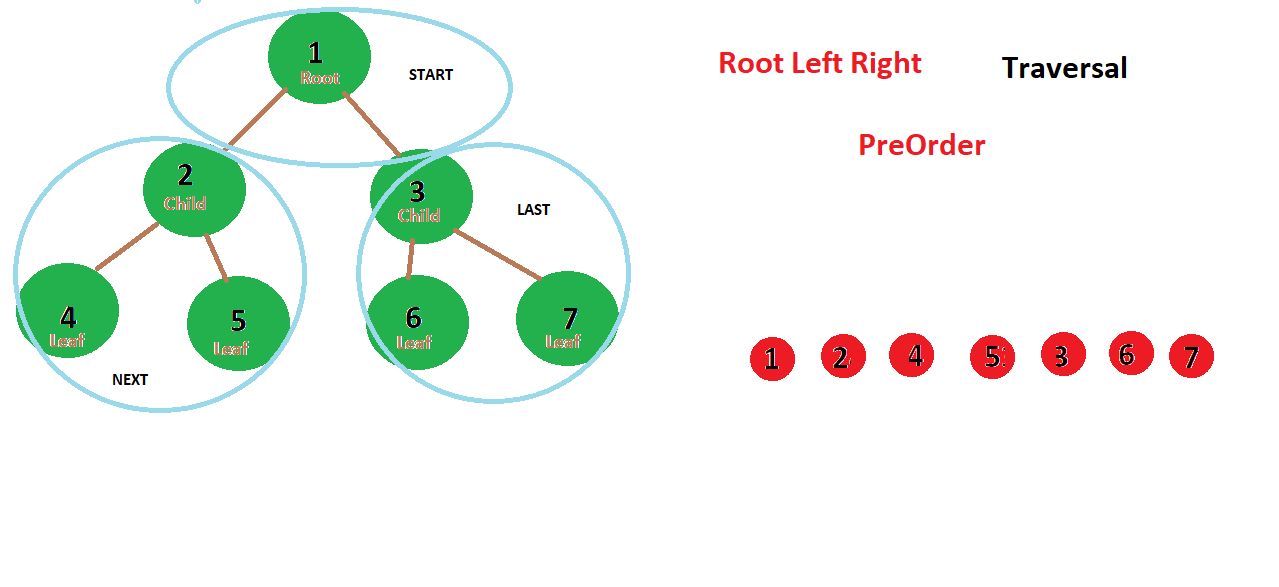 1
Root
START
2
Child
3
Child
LAST
4
Leaf
5
Leaf
6
Leaf
7
Leaf
NEXT
Root Left Right Traversal
PreOrder
1 2 4 5 3 6 7